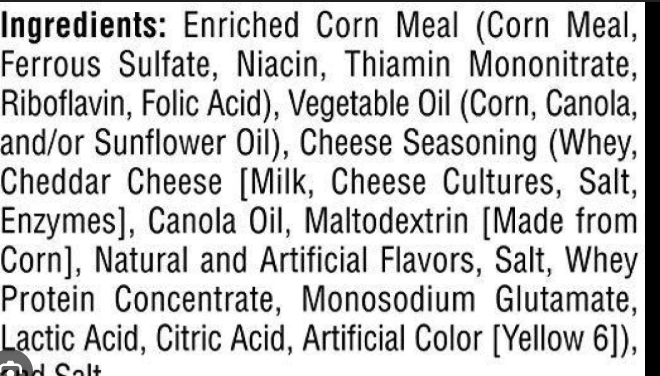 Ingredients: Enriched Corn Meal (Corn Meal,
Ferrous Sulfate, Niacin, Thiamin Mononitrate,
Riboflavin, Folic Acid), Vegetable Oil (Corn, Canola,
and/or Sunflower Oil), Cheese Seasoning (Whey,
Cheddar Cheese [Milk, Cheese Cultures, Salt,
Enzymes], Canola Oil, Maltodextrin [Made from
Corn], Natural and Artificial Flavors, Salt, Whey
Protein Concentrate, Monosodium Glutamate,
Lactic Acid, Citric Acid, Artificial Color [Yellow 6]),
and Salt